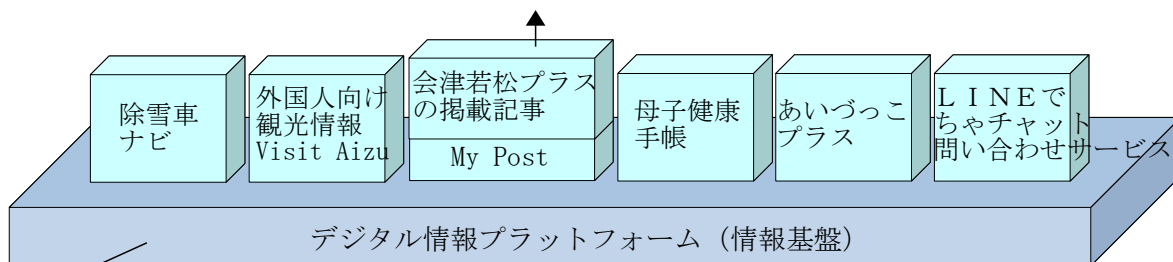 除雪車
ナビ
外国人向け
観光情報
Visit Aizu
会津若松プラス
の掲載記事
My Post
母子健康
手帳
あいづっこ
プラス
ＬＩＮＥで
ちゃチャット
問い合わせサービス
デジタル情報プラットフォーム（情報基盤）